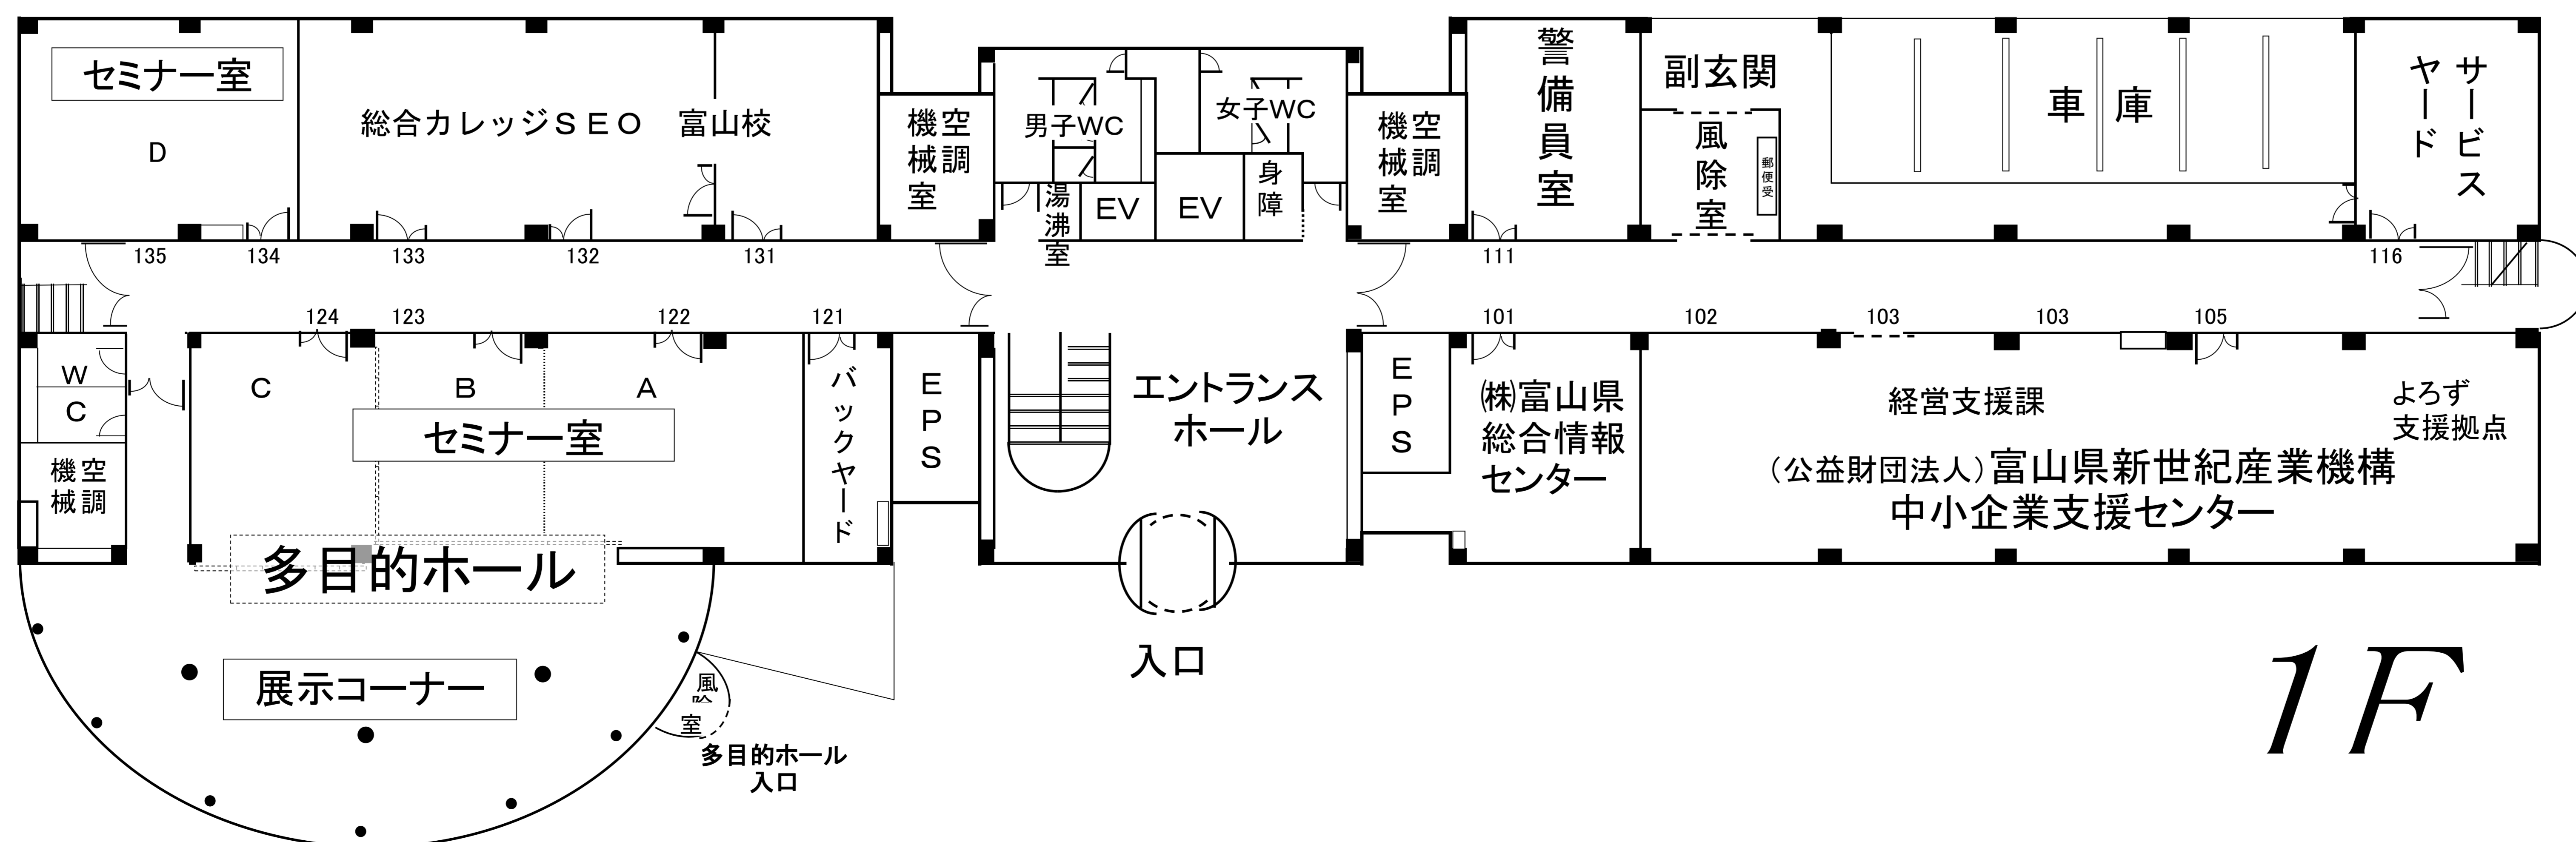 セミナー室
D
総合カレッジＳＥＯ　富山校
空調
機械室
男子WC
女子WC
湯沸室
EV
EV
身障
空調
機械室
警備員室
副玄関
風除室
郵便受
車庫
サービス
ヤード
135
134
133
132
131
111
116
124
123
122
121
101
102
103
103
105
W
C
空調
機械
C
B
A
セミナー室
バックヤード
EPS
エントランス
ホール
EPS
㈱富山県
総合情報
センター
経営支援課
よろず
支援拠点
（公益財団法人）富山県新世紀産業機構
中小企業支援センター
多目的ホール
展示コーナー
風除室
多目的ホール
入口
入口
1F